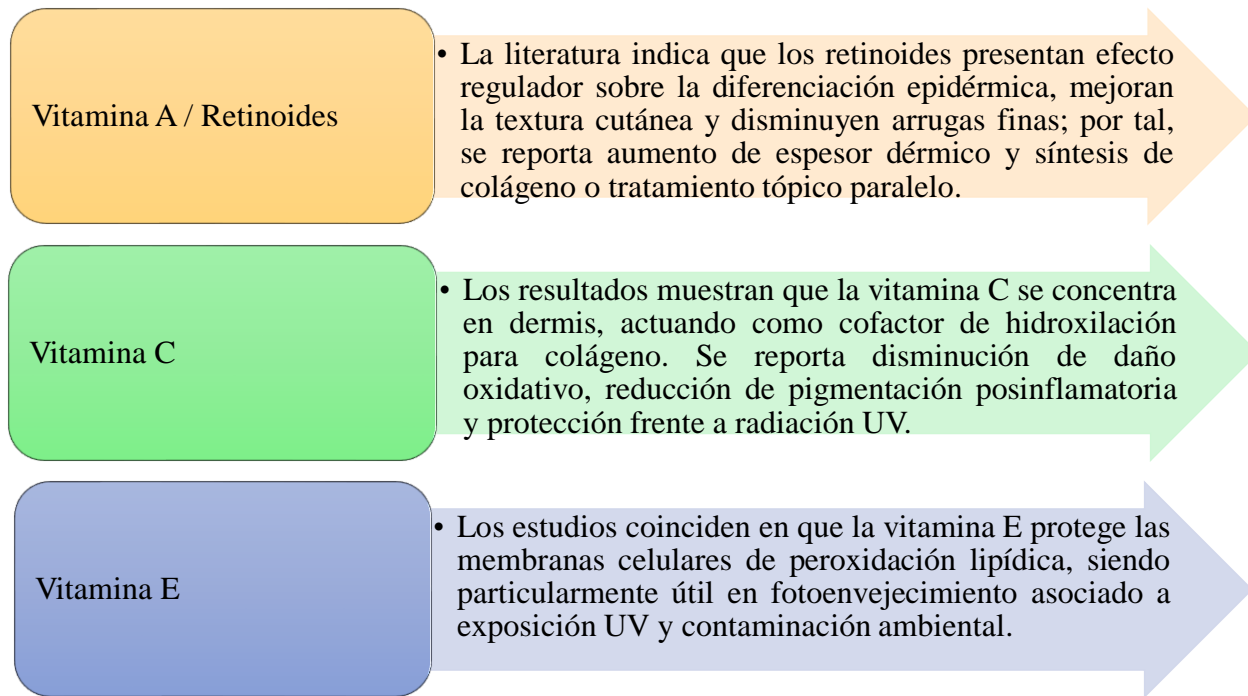 Vitamina A / Retinoides
• La literatura indica que los retinoides presentan efecto
regulador sobre la diferenciación epidérmica, mejoran
la textura cutánea y disminuyen arrugas finas; por tal,
se reporta aumento de espesor dérmico y síntesis de
colágeno o tratamiento tópico paralelo.
Vitamina C
• Los resultados muestran que la vitamina C se concentra
en dermis, actuando como cofactor de hidroxilación
para colágeno. Se reporta disminución de daño
oxidativo, reducción de pigmentación posinflamatoria
y protección frente a radiación UV.
Vitamina E
• Los estudios coinciden en que la vitamina E protege las
membranas celulares de peroxidación lipídica, siendo
particularmente útil en fotoenvejecimiento asociado a
exposición UV y contaminación ambiental.